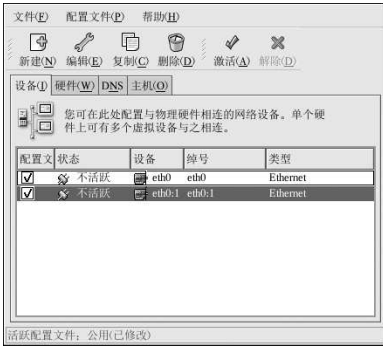 文件(F) 配置文件(P) 帮助(H)
新建(N) 编辑(E) 复制(C) 删除(D) 激活(A) 解除(D)
设备(I) 硬件(W) DNS 主机(O)
您可在此处配置与物理硬件相连的网络设备。单个硬
件上可有多个虚拟设备与之相连。
配置文 状态 设备 绰号 类型
不活跃 eth0 eth0 Ethernet
不活跃 eth0:1 eth0:1 Ethernet
活跃配置文件：公用(已修改)